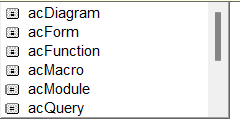 acDiagram
acForm
acFunction
acMacro
acModule
acQuery